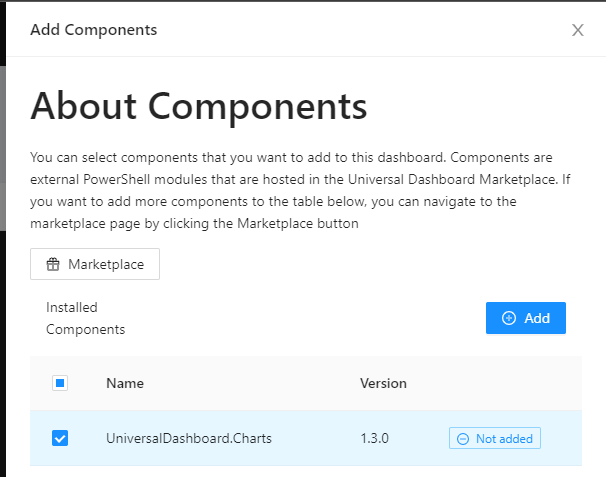 Add Components
About Components
You can select components that you want to add to this dashboard. Components are
external PowerShell modules that are hosted in the Universal Dashboard Marketplace. If
you want to add more components to the table below, you can navigate to the
marketplace page by clicking the Marketplace button
Marketplace
Installed
Components
Add
Name Version
UniversalDashboard.Charts 1.3.0 Not added